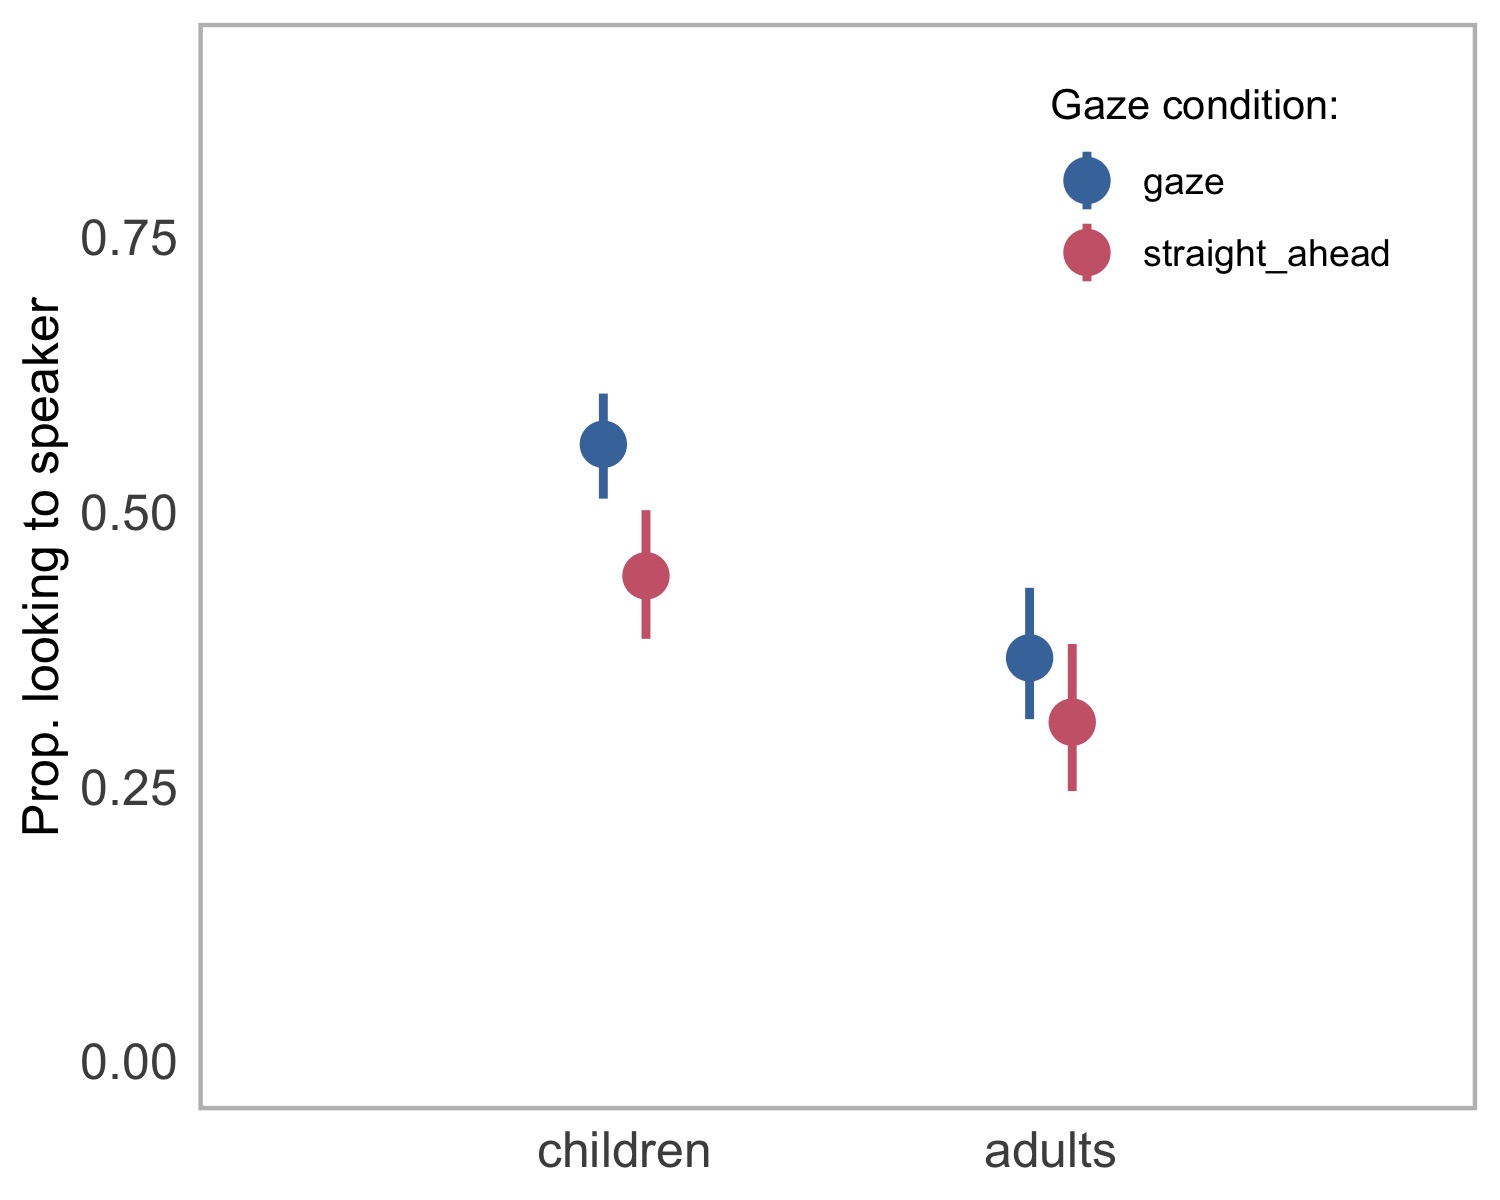 Gaze condition:
gaze
straight_ahead
Prop. looking to speaker
0.75
0.50
0.25
0.00
children
adults